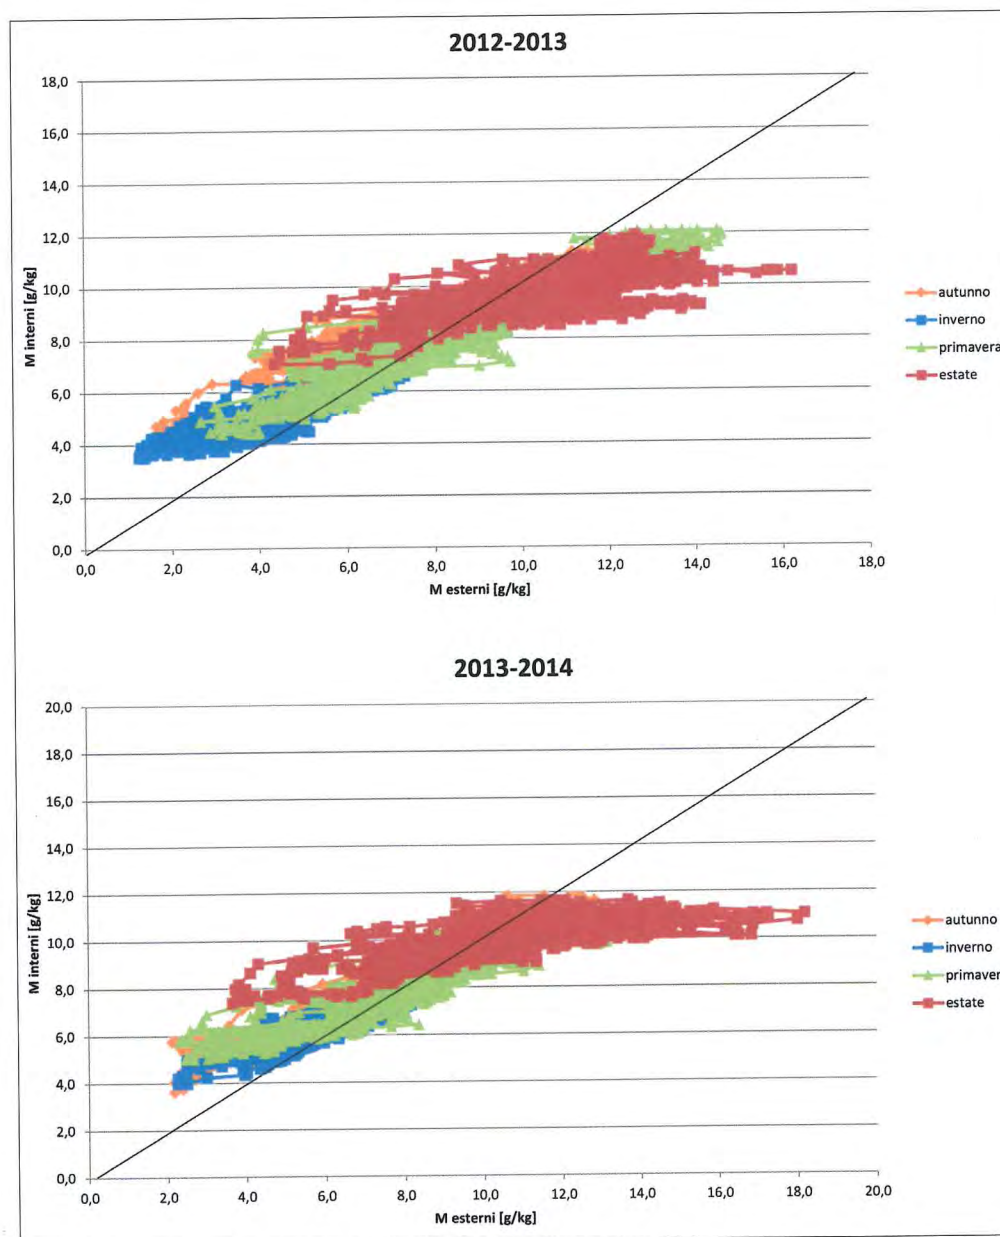 2012-2013
18,0
16,0
14,0
12,0
10,0
8,0
6,0
4,0
2,0
0,0
M interni [g/kg]
0,0 2,0 4,0 6,0 8,0 10,0 12,0 14,0 16,0 18,0
M esterni [g/kg]
autunno
inverno
primavera
estate
2013-2014
20,0
18,0
16,0
14,0
12,0
10,0
8,0
6,0
4,0
2,0
0,0
M interni [g/kg]
0,0 2,0 4,0 6,0 8,0 10,0 12,0 14,0 16,0 18,0 20,0
M esterni [g/kg]
autunno
inverno
primaver
estate